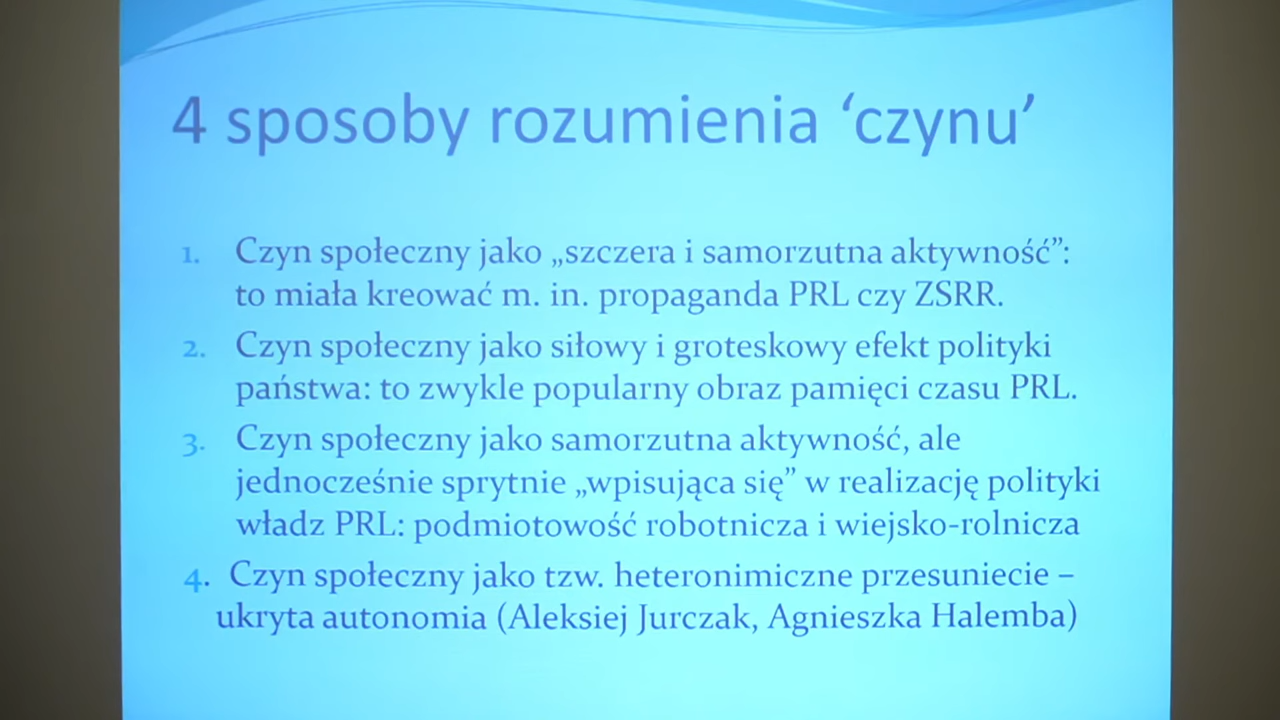 4 sposoby rozumienia ‘czynu’
1. Czyn społeczny jako „szczera i samorzutna aktywność”:
to miała kreować m. in. propaganda PRL czy ZSRR.
2. Czyn społeczny jako siłowy i groteskowy efekt polityki
państwa: to zwykle popularny obraz pamięci czasu PRL.
3. Czyn społeczny jako samorzutna aktywność, ale
jednocześnie sprytnie „wpisująca się” w realizację polityki
władz PRL: podmiotowość robotnicza i wiejsko-rolnicza
4. Czyn społeczny jako tzw. heteronimiczne przesuniecie –
ukryta autonomia (Aleksiej Jurczak, Agnieszka Halemba)